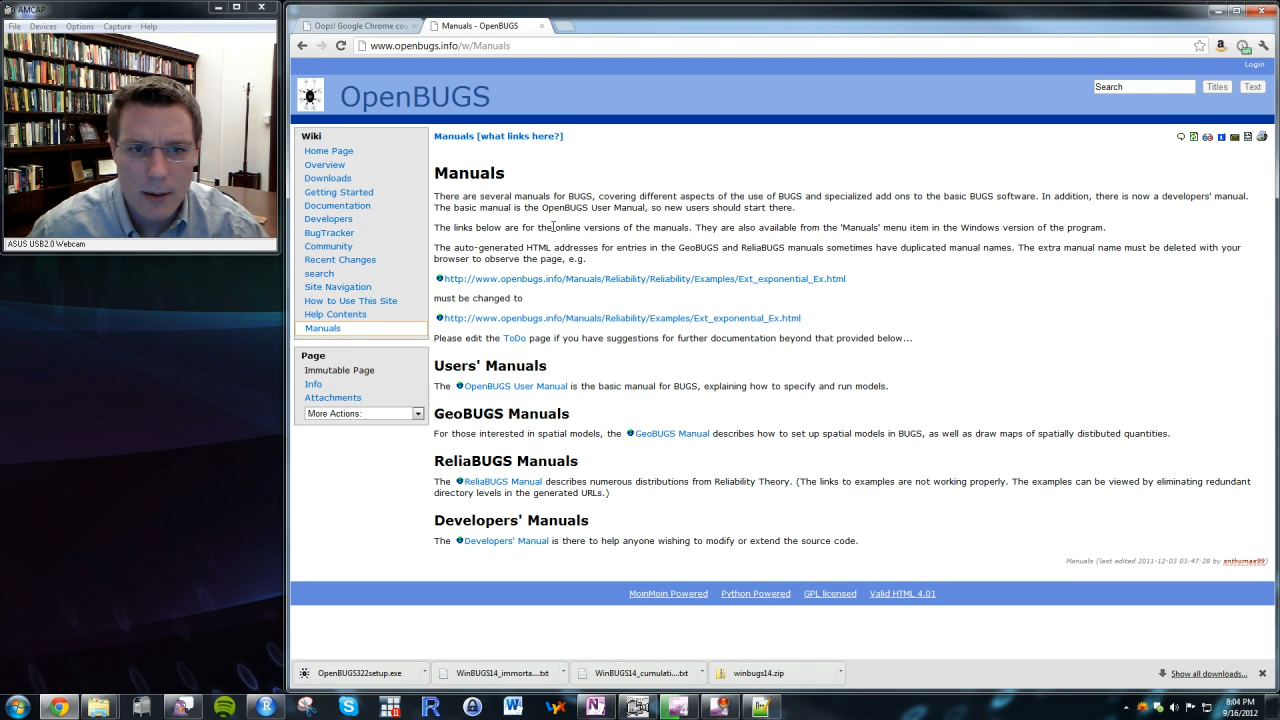 AMCAP
File Devices Options Capture Help
ASUS USB2.0 Webcam
Oops! Google Chrome cou
Manuals - OpenBUGS
www.openbugs.info/w/Manuals
Login
OpenBUGS
Search
Titles
Text
Wiki
Home Page
Overview
Downloads
Getting Started
Documentation
Developers
BugTracker
Community
Recent Changes
search
Site Navigation
How to Use This Site
Help Contents
Manuals
Page
Immutable Page
Info
Attachments
More Actions:
Manuals [what links here?]
Manuals
There are several manuals for BUGS, covering different aspects of the use of BUGS and specialized add ons to the basic BUGS software. In addition, there is now a developers' manual.
The basic manual is the OpenBUGS User Manual, so new users should start there.
The links below are for the online versions of the manuals. They are also available from the 'Manuals' menu item in the Windows version of the program.
The auto-generated HTML addresses for entries in the GeoBUGS and ReliaBUGS manuals sometimes have duplicated manual names. The extra manual name must be deleted with your
browser to observe the page, e.g.
http://www.openbugs.info/Manuals/Reliability/Reliability/Examples/Ext_exponential_Ex.html
must be changed to
http://www.openbugs.info/Manuals/Reliability/Examples/Ext_exponential_Ex.html
Please edit the ToDo page if you have suggestions for further documentation beyond that provided below...
Users' Manuals
The OpenBUGS User Manual is the basic manual for BUGS, explaining how to specify and run models.
GeoBUGS Manuals
For those interested in spatial models, the GeoBUGS Manual describes how to set up spatial models in BUGS, as well as draw maps of spatially distibuted quantities.
ReliaBUGS Manuals
The ReliaBUGS Manual describes numerous distributions from Reliability Theory. (The links to examples are not working properly. The examples can be viewed by eliminating redundant
directory levels in the generated URLs.)
Developers' Manuals
The Developers' Manual is there to help anyone wishing to modify or extend the source code.
Manuals (last edited 2011-12-03 03:47:28 by anthomas99)
MoinMoin Powered
Python Powered
GPL licensed
Valid HTML 4.01
OpenBUGS322setup.exe
WinBUGS14_immorta....txt
WinBUGS14_cumulati....txt
winbugs14.zip
Show all downloads...
8:04 PM
9/16/2012